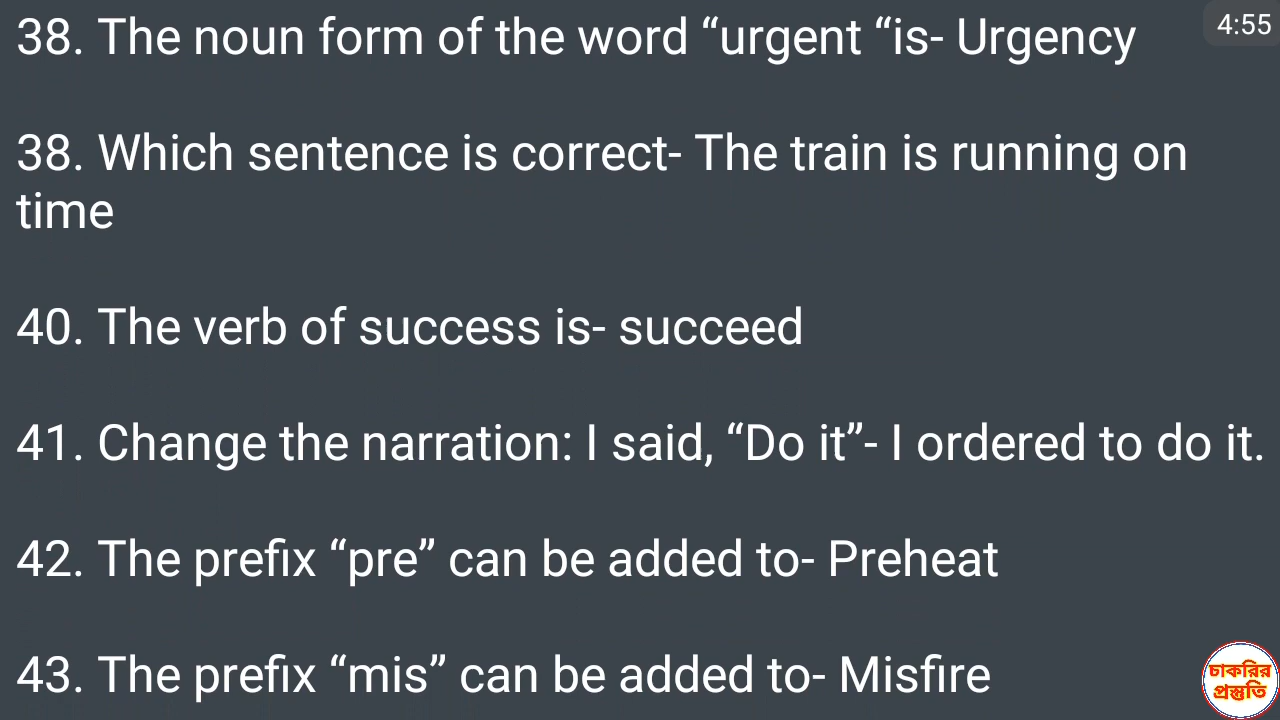 38. The noun form of the word “urgent “is- Urgency
4:55
38. Which sentence is correct- The train is running on
time
40. The verb of success is- succeed
41. Change the narration: I said, “Do it”- I ordered to do it.
42. The prefix “pre” can be added to- Preheat
43. The prefix “mis” can be added to- Misfire
চাকরির
প্রস্তুতি